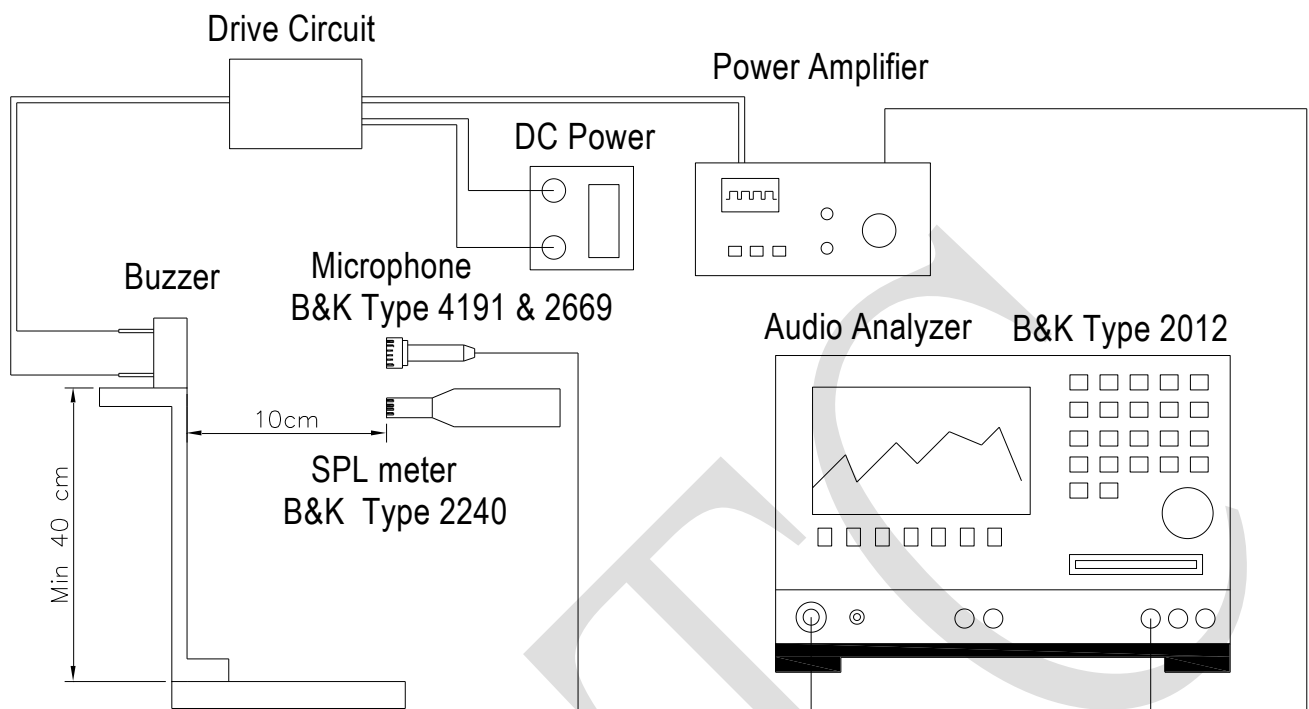 Drive Circuit
Power Amplifier
DC Power
Buzzer
Microphone
B&K Type 4191 & 2669
Audio Analyzer B&K Type 2012
10cm
SPL meter
B&K Type 2240
Min 40 cm